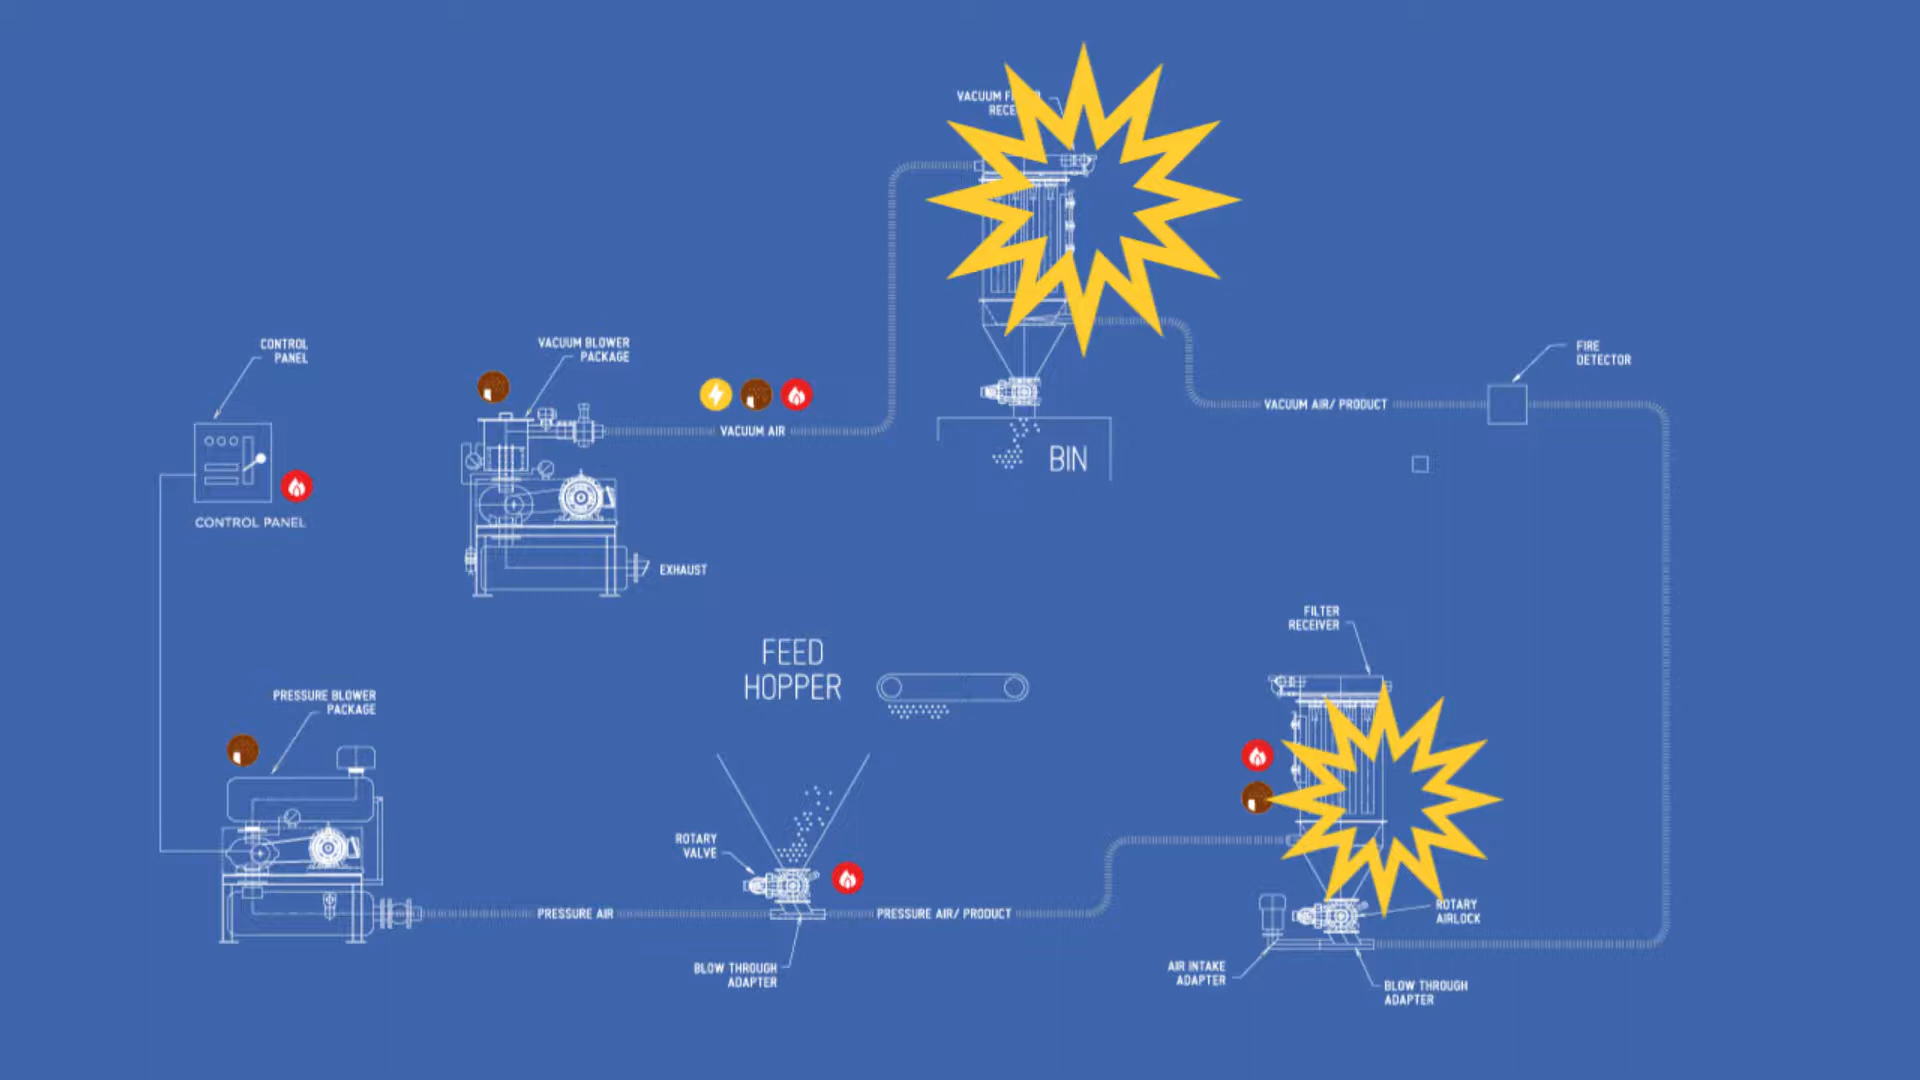 VACUUM
RECE
CONTROL
PANEL
VACUUM BLOWER
PACKAGE
FIRE
DETECTOR
VACUUM AIR/ PRODUCT
VACUUM AIR
BIN
CONTROL PANEL
EXHAUST
FILTER
RECEIVER
FEED
HOPPER
PRESSURE BLOWER
PACKAGE
ROTARY
VALVE
PRESSURE AIR
PRESSURE AIR/ PRODUCT
ROTARY
AIRLOCK
BLOW THROUGH
ADAPTER
AIR INTAKE
ADAPTER
BLOW THROUGH
ADAPTER